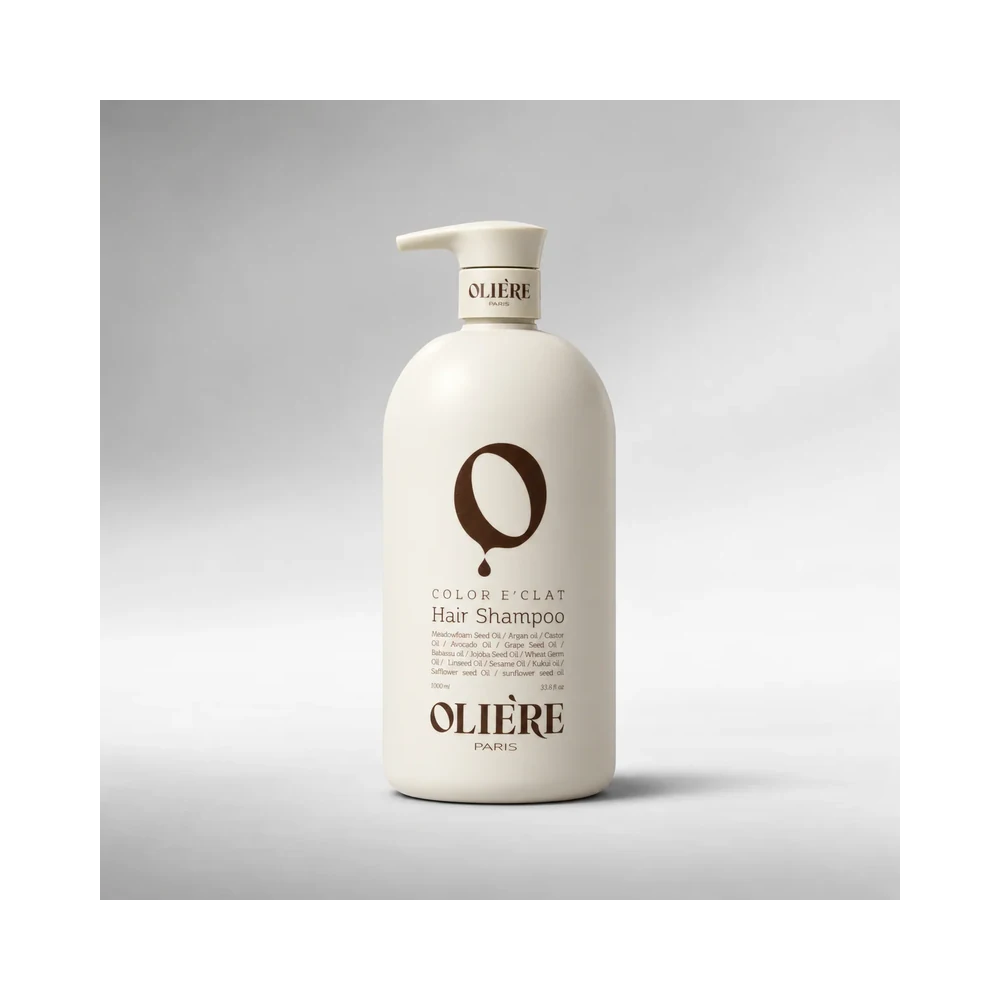 OLIÈRE
PARIS
COLOR E'CLAT
Hair Shampoo
Meadowfoam Seed Oil / Argan oil / Castor
Oil / Avocado Oil / Grape Seed Oil /
Babassu oil / Jojoba Seed Oil / Wheat Germ
Oil / Linseed Oil / Sesame Oil / Kukui oil /
Safflower seed Oil / sunflower seed oil
1000 ml 33.8 fl oz
OLIÈRE
PARIS